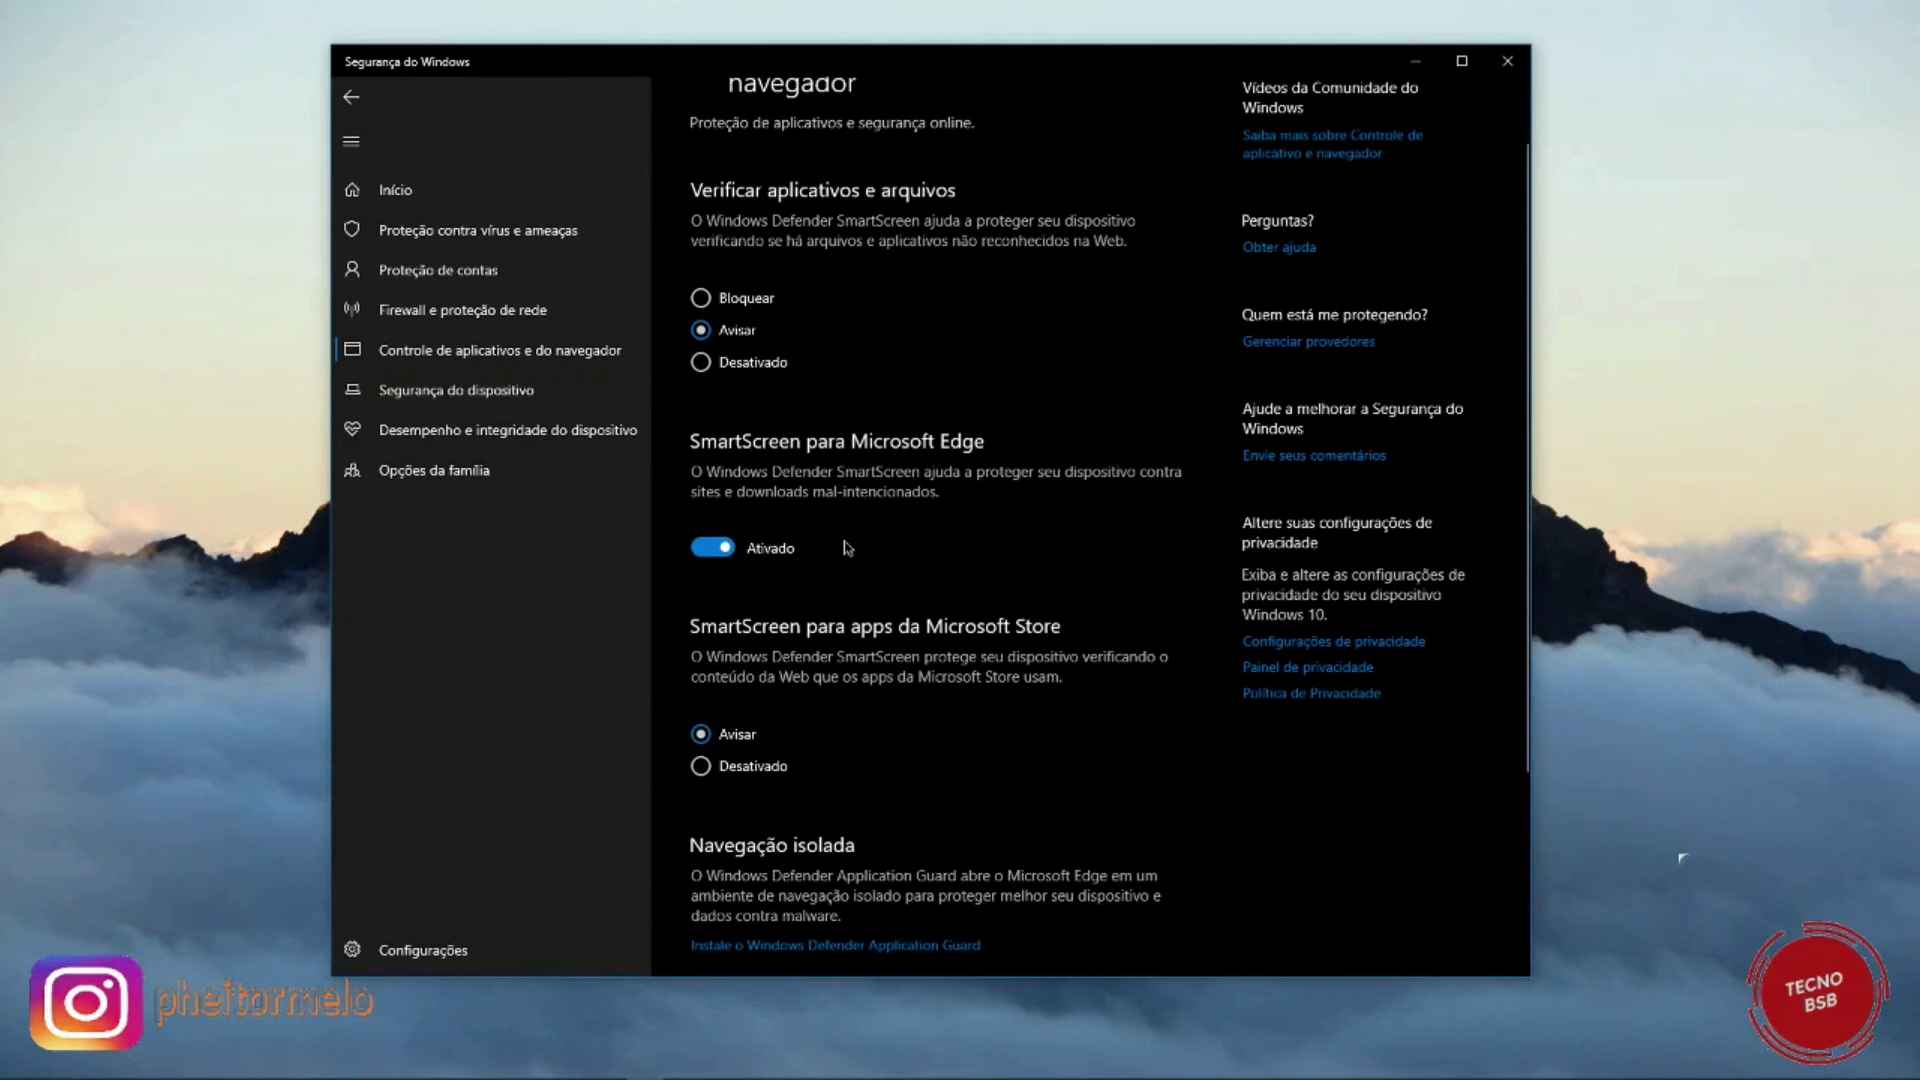 Segurança do Windows
Início
Proteção contra vírus e ameaças
Proteção de contas
Firewall e proteção de rede
Controle de aplicativos e do navegador
Segurança do dispositivo
Desempenho e integridade do dispositivo
Opções da família
Configurações
navegador
Proteção de aplicativos e segurança online.
Verificar aplicativos e arquivos
O Windows Defender SmartScreen ajuda a proteger seu dispositivo
verificando se há arquivos e aplicativos não reconhecidos na Web.
Bloquear
Avisar
Desativado
SmartScreen para Microsoft Edge
O Windows Defender SmartScreen ajuda a proteger seu dispositivo contra
sites e downloads mal-intencionados.
Ativado
SmartScreen para apps da Microsoft Store
O Windows Defender SmartScreen protege seu dispositivo verificando o
conteúdo da Web que os apps da Microsoft Store usam.
Avisar
Desativado
Navegação isolada
O Windows Defender Application Guard abre o Microsoft Edge em um
ambiente de navegação isolado para proteger melhor seu dispositivo e
dados contra malware.
Instale o Windows Defender Application Guard
Vídeos da Comunidade do
Windows
Saiba mais sobre Controle de
aplicativo e navegador
Perguntas?
Obter ajuda
Quem está me protegendo?
Gerenciar provedores
Ajude a melhorar a Segurança do
Windows
Envie seus comentários
Altere suas configurações de
privacidade
Exiba e altere as configurações de
privacidade do seu dispositivo
Windows 10.
Configurações de privacidade
Painel de privacidade
Política de Privacidade
pheitormelo
TECNO
BSB